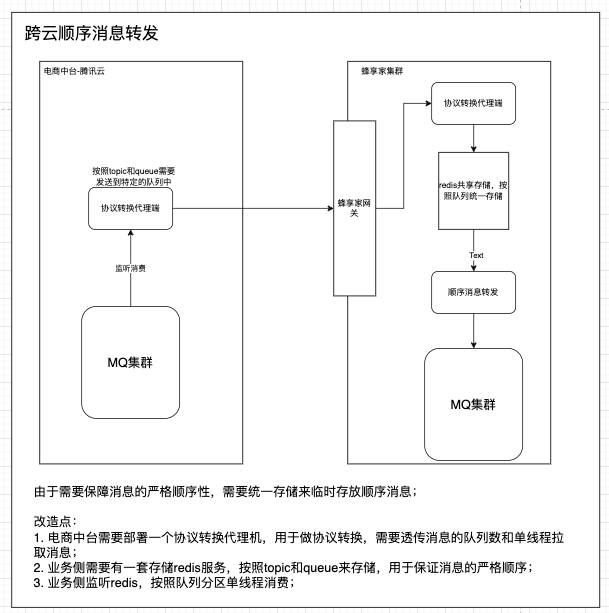 跨云顺序消息转发
电商中台-腾讯云
蜂享家集群
协议转换代理端
按照topic和queue需要
发送到特定的队列中
协议转换代理端
蜂享家网
关
redis共享存储，按
照队列统一存储
监听消费
Text
顺序消息转发
MQ集群
MQ集群
由于需要保障消息的严格顺序性，需要统一存储来临时存放顺序消息；
改造点：
1. 电商中台需要部署一个协议转换代理机，用于做协议转换，需要透传消息的队列数和单线程拉
取消息；
2. 业务侧需要有一套存储redis服务，按照topic和queue来存储，用于保证消息的严格顺序；
3. 业务侧监听redis，按照队列分区单线程消费；